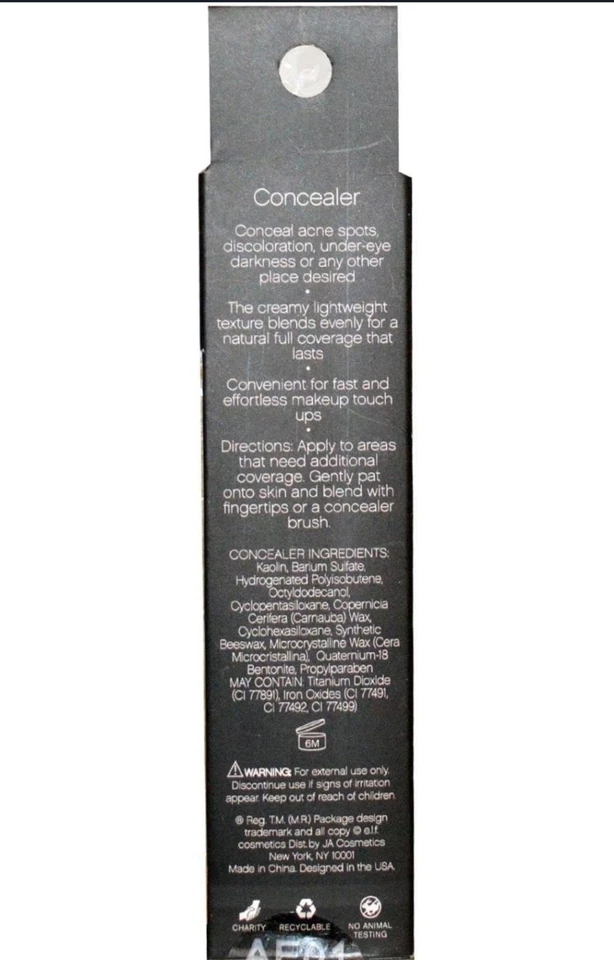 Concealer
Conceal acne spots,
discoloration, under-eye
darkness or any other
place desired
•
The creamy lightweight
texture blends evenly for a
natural full coverage that
lasts
•
Convenient for fast and
effortless makeup touch
ups
•
Directions: Apply to areas
that need additional
coverage. Gently pat
onto skin and blend with
fingertips or a concealer
brush.
CONCEALER INGREDIENTS:
Kaolin, Barium Sulfate,
Hydrogenated Polyisobutene,
Octyldodecanol,
Cyclopentasiloxane, Copernicia
Cerifera (Carnauba) Wax,
Cyclohexasiloxane, Synthetic
Beeswax, Microcrystalline Wax (Cera
Microcristallina), Quaternium-18
Bentonite, Propylparaben
MAY CONTAIN: Titanium Dioxide
(CI 77891), Iron Oxides (CI 77491,
CI 77492, CI 77499)
6M
WARNING: For external use only.
Discontinue use if signs of irritation
appear. Keep out of reach of children.
® Reg. T.M. (M.R) Package design
trademark and all copy © e.l.f.
cosmetics Dist. by JA Cosmetics
New York, NY 10001
Made in China. Designed in the USA.
CHARITY RECYCLABLE NO ANIMAL
TESTING